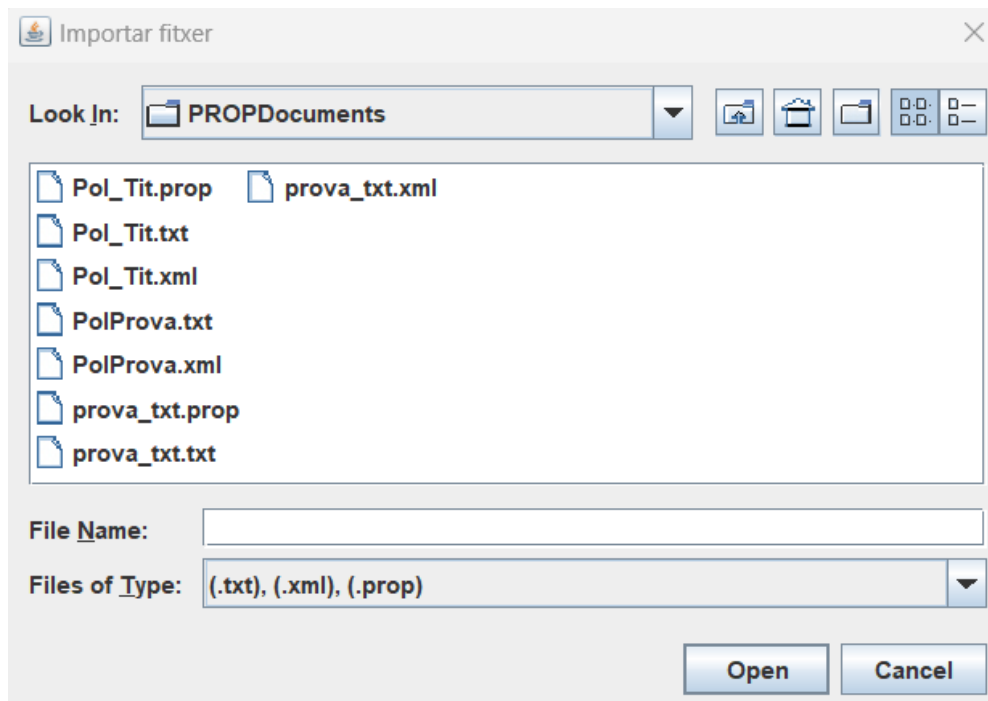 Importar fitxer
Look In: PROPDocuments
Pol_Tit.prop prova_txt.xml
Pol_Tit.txt
Pol_Tit.xml
PolProva.txt
PolProva.xml
prova_txt.prop
prova_txt.txt
File Name:
Files of Type: (.txt), (.xml), (.prop)
Open Cancel